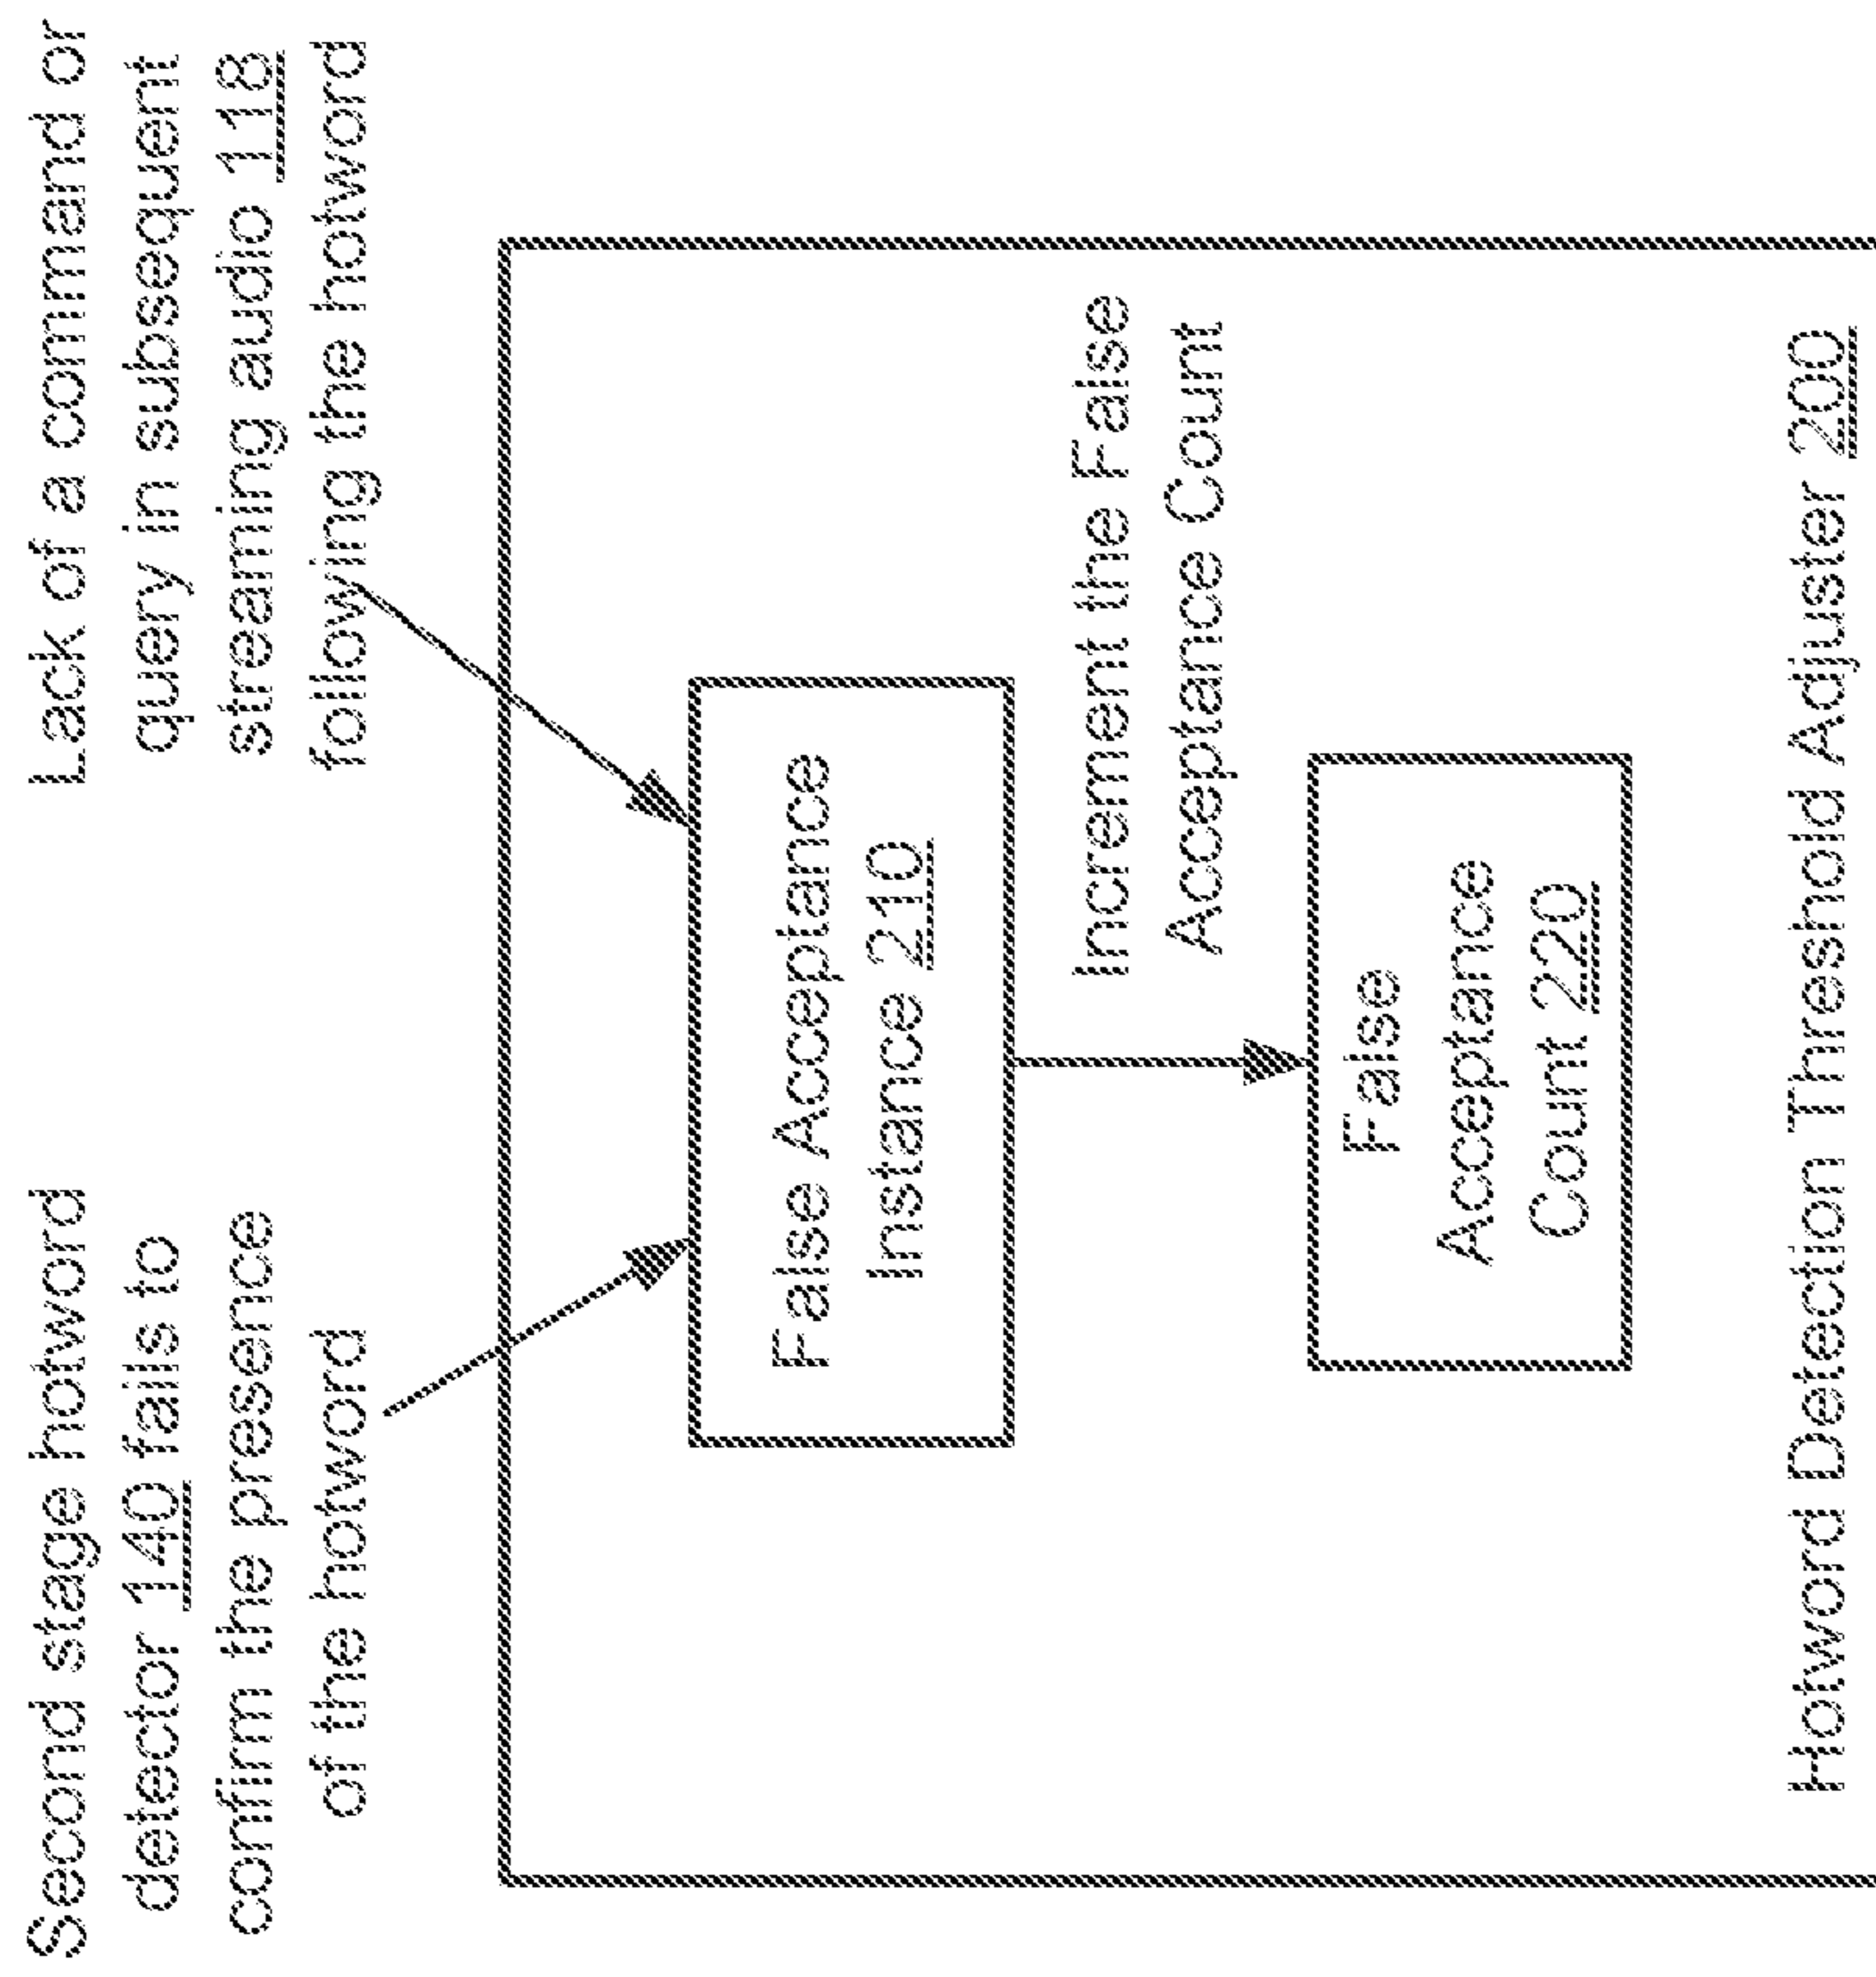 Second stage hotword
detector 140 fails to
confirm the presence
of the hotword
Lack of a command or
query in subsequent
streaming audio 118
following the hotword
False Acceptance
Instance 210
Increment the False
Acceptance Count
False
Acceptance
Count 220
Hotword Detection Threshold Adjuster 200